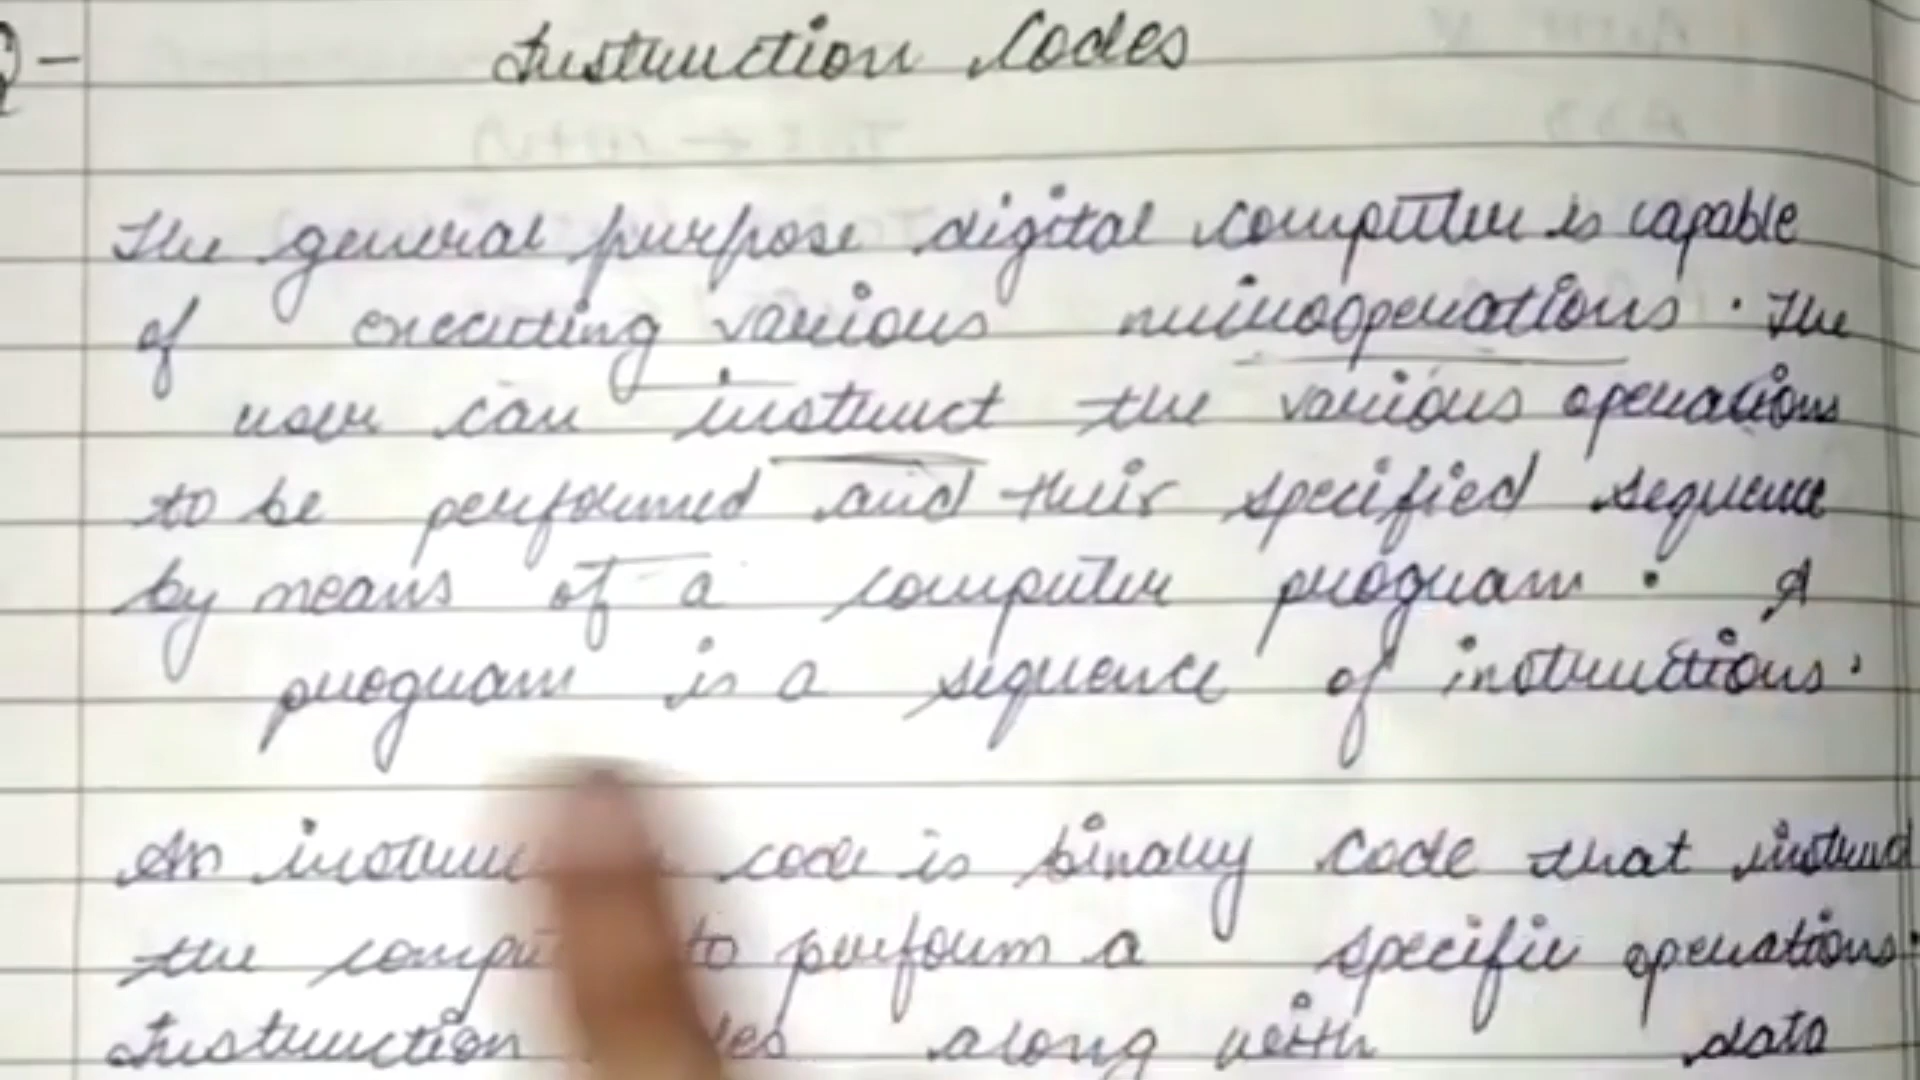 Q-
Instruction Codes
The general purpose digital computer is capable
of executing various microoperations. The
user can instruct the various operations
to be performed and their specified sequence
by means of a computer program. A
program is a sequence of instructions.
An code is binary code that instruct
the to perform a specific operations.
Instruction along with data